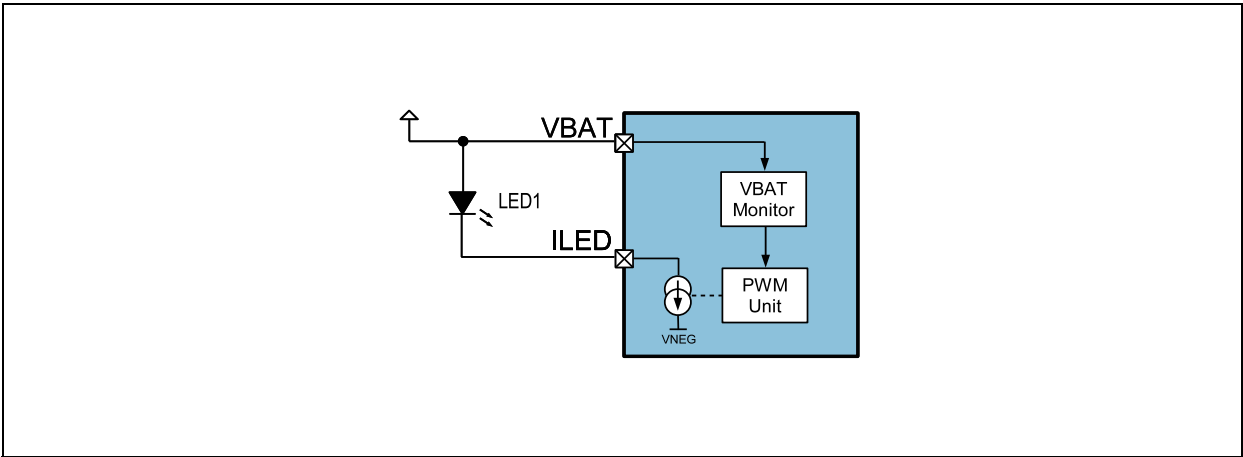 VBAT
VBAT
Monitor
LED1
ILED
PWM
Unit
VNEG